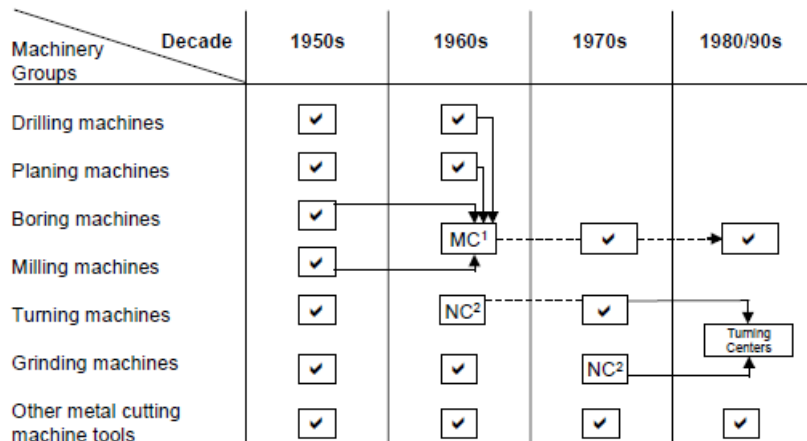 Decade 1950s 1960s 1970s 1980/90s
Machinery
Groups
Drilling machines ✔ ✔
Planing machines ✔ ✔
Boring machines ✔
MC¹ ✔ ✔
Milling machines ✔
Turning machines ✔ NC² ✔
Turning
Centers
Grinding machines ✔ ✔ NC²
Other metal cutting
machine tools ✔ ✔ ✔ ✔